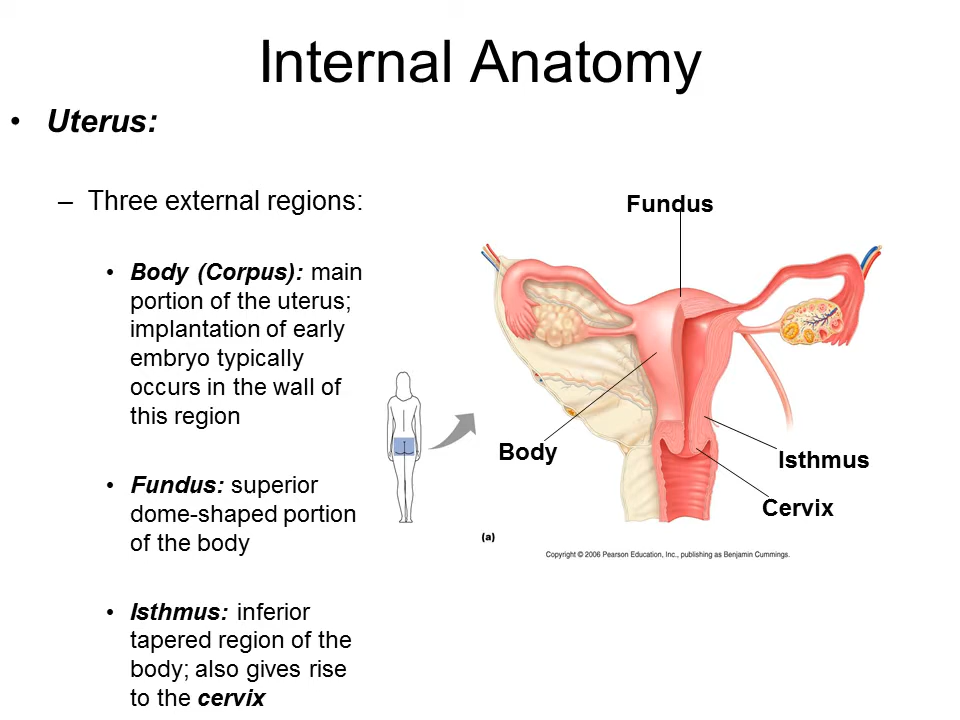 Internal Anatomy
• Uterus:
– Three external regions:
• Body (Corpus): main
portion of the uterus;
implantation of early
embryo typically
occurs in the wall of
this region
• Fundus: superior
dome-shaped portion
of the body
• Isthmus: inferior
tapered region of the
body; also gives rise
to the cervix
Fundus
Body
Isthmus
Cervix
(a)
Copyright © 2006 Pearson Education, Inc., publishing as Benjamin Cummings.